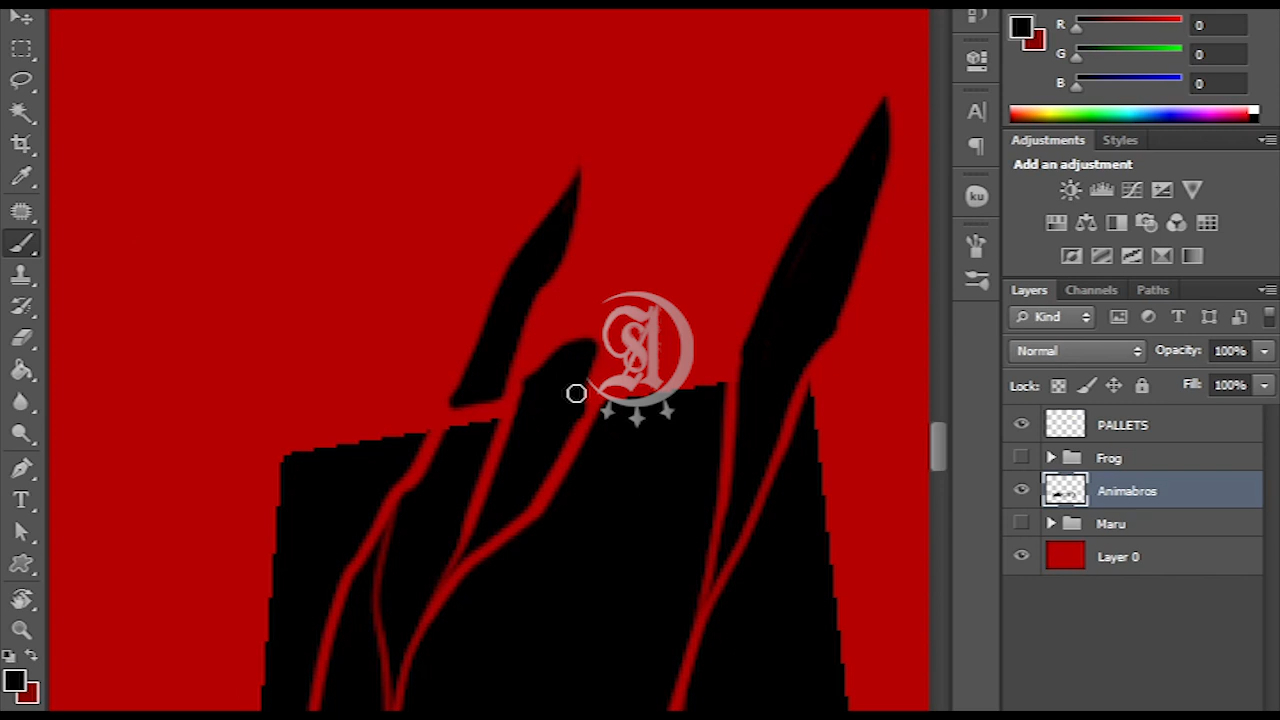 R 0
G 0
B 0
A|
¶
ku
Adjustments Styles
Add an adjustment
Layers Channels Paths
Kind T
Normal Opacity: 100%
Lock: Fill: 100%
PALLETS
Frog
Animabros
Maru
Layer 0
T